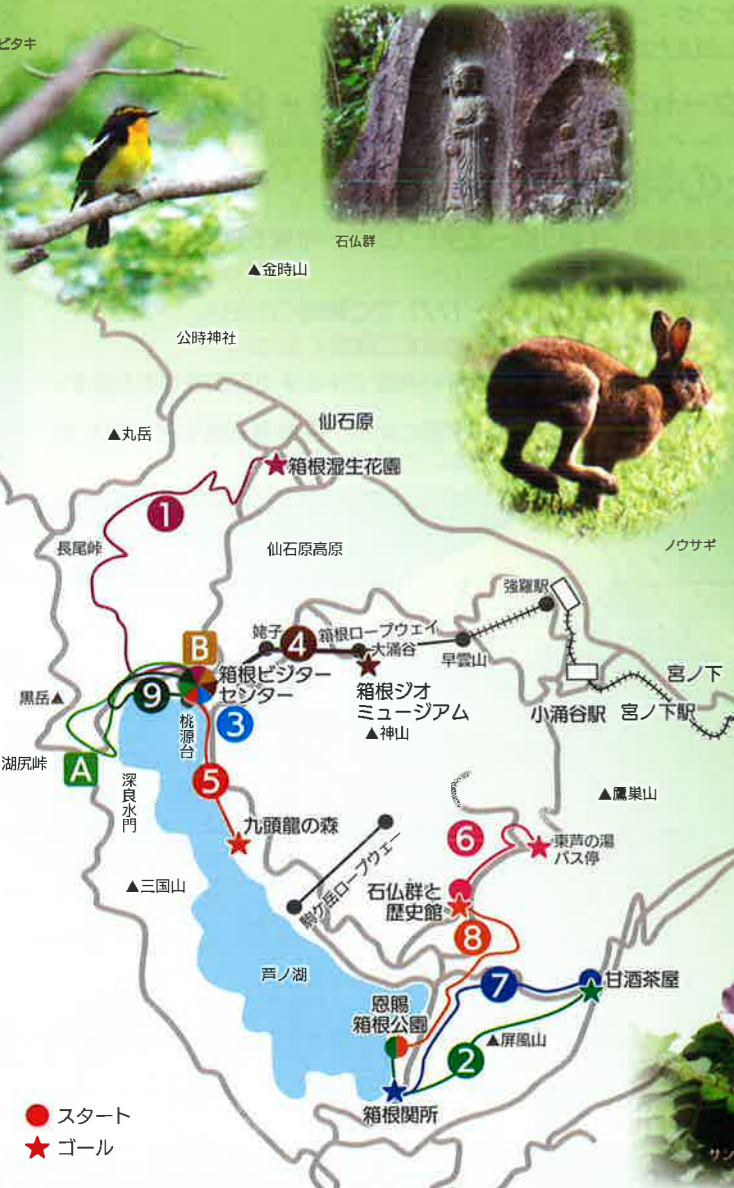 ビタキ
石仏群
▲金時山
公時神社
仙石原
▲丸岳
箱根湿生花園
1
長尾峠
仙石原高原
ノウサギ
強羅駅
B
姥子
4
箱根ロープウェイ
大涌谷
早雲山
箱根ビジター
センター
宮ノ下
黒岳▲
9
箱根ジオ
ミュージアム
小涌谷駅
宮ノ下駅
桃源台
3
▲神山
湖尻峠
A
深良水門
5
▲鷹巣山
九頭龍の森
6
東芦の湯
バス停
駒ケ岳ロープウェー
▲三国山
石仏群と
歴史館
8
芦ノ湖
7
甘酒茶屋
恩賜
箱根公園
▲屏風山
2
箱根関所
スタート
ゴール
サン